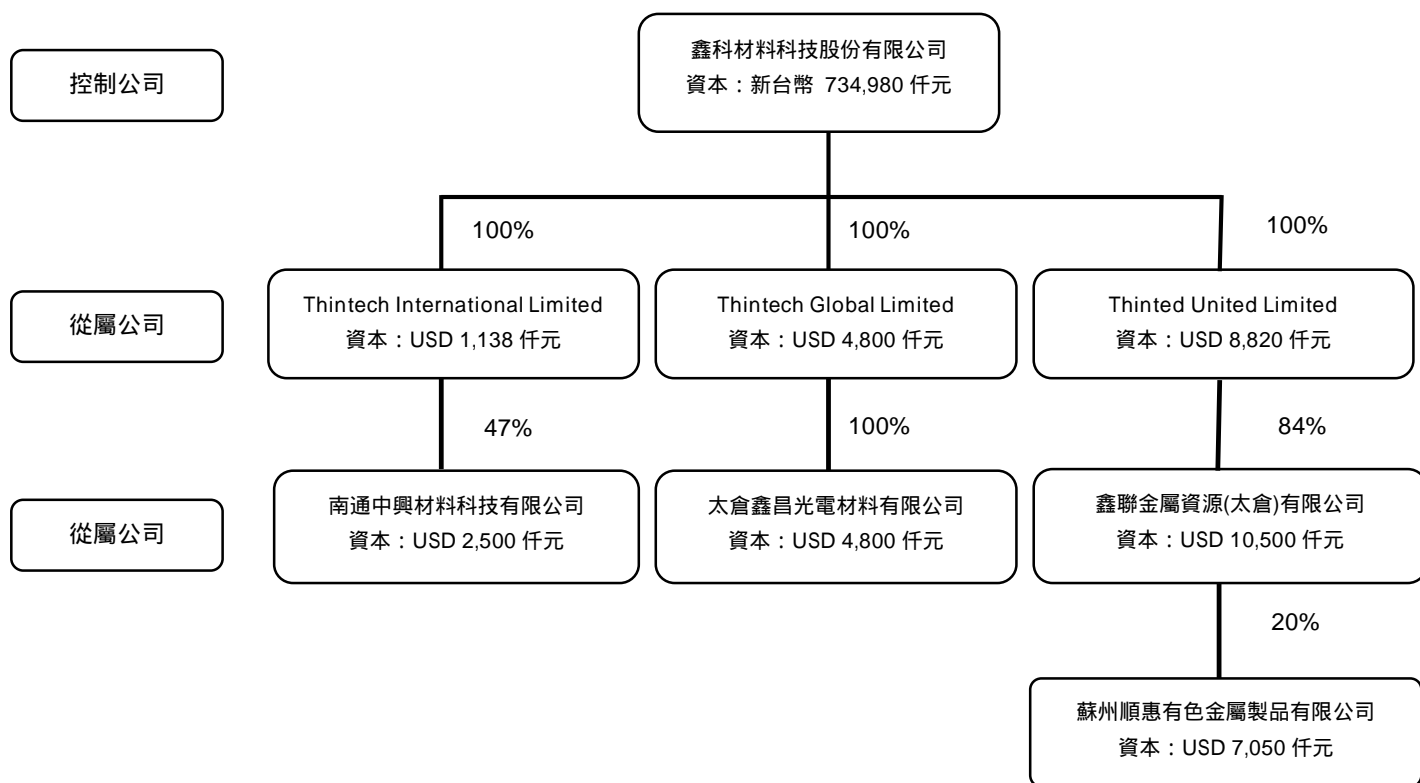 鑫科材料科技股份有限公司
資本：新台幣 734,980 仟元
控制公司
100%
100%
100%
從屬公司
Thintech International Limited
資本：USD 1,138 仟元
Thintech Global Limited
資本：USD 4,800 仟元
Thinted United Limited
資本：USD 8,820 仟元
47%
100%
84%
從屬公司
南通中興材料科技有限公司
資本：USD 2,500 仟元
太倉鑫昌光電材料有限公司
資本：USD 4,800 仟元
鑫聯金屬資源(太倉)有限公司
資本：USD 10,500 仟元
20%
蘇州順惠有色金屬製品有限公司
資本：USD 7,050 仟元